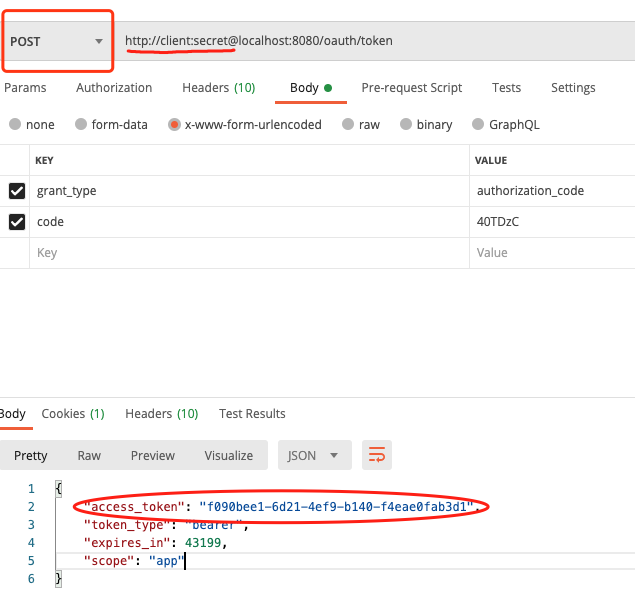 POST http://client:secret@localhost:8080/oauth/token
Params Authorization Headers (10) Body Pre-request Script Tests Settings
none form-data x-www-form-urlencoded raw binary GraphQL
KEY VALUE
grant_type authorization_code
code 40TDzC
Key Value
Body Cookies (1) Headers (10) Test Results
Pretty Raw Preview Visualize JSON
1 {
2 "access_token": "f090bee1-6d21-4ef9-b140-f4eae0fab3d1",
3 "token_type": "bearer",
4 "expires_in": 43199,
5 "scope": "app"
6 }